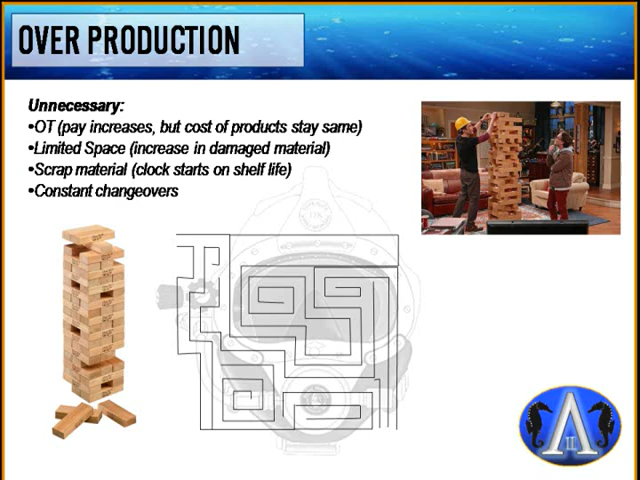 OVER PRODUCTION
Unnecessary:
•OT (pay increases, but cost of products stay same)
•Limited Space (increase in damaged material)
•Scrap material (clock starts on shelf life)
•Constant changeovers
A
II